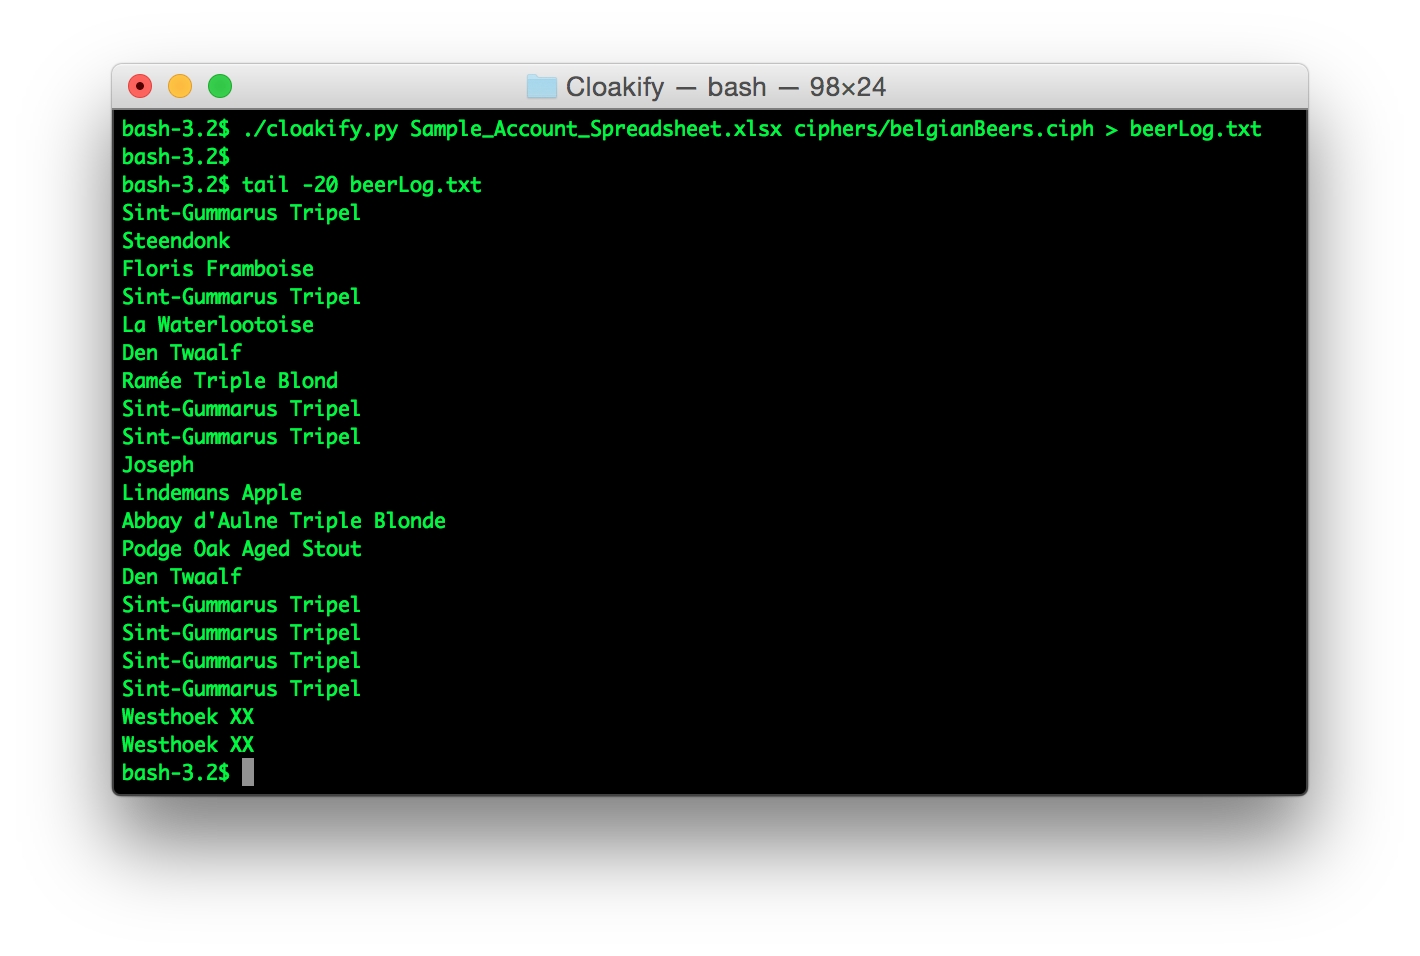 Cloakify — bash — 98×24
bash-3.2$ ./cloakify.py Sample_Account_Spreadsheet.xlsx ciphers/belgianBeers.ciph > beerLog.txt
bash-3.2$
bash-3.2$ tail -20 beerLog.txt
Sint-Gummarus Tripel
Steendonk
Floris Framboise
Sint-Gummarus Tripel
La Waterlootoise
Den Twaalf
Ramée Triple Blond
Sint-Gummarus Tripel
Sint-Gummarus Tripel
Joseph
Lindemans Apple
Abbay d'Aulne Triple Blonde
Podge Oak Aged Stout
Den Twaalf
Sint-Gummarus Tripel
Sint-Gummarus Tripel
Sint-Gummarus Tripel
Sint-Gummarus Tripel
Westhoek XX
Westhoek XX
bash-3.2$